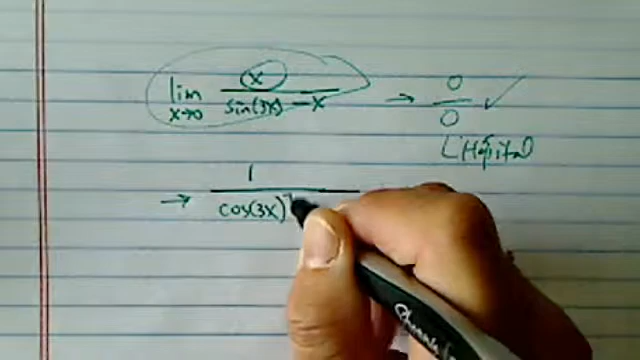 lim x→0 x / sin(3x) - x → 0/0 ✓
L'Hopital
→ 1 / cos(3x)